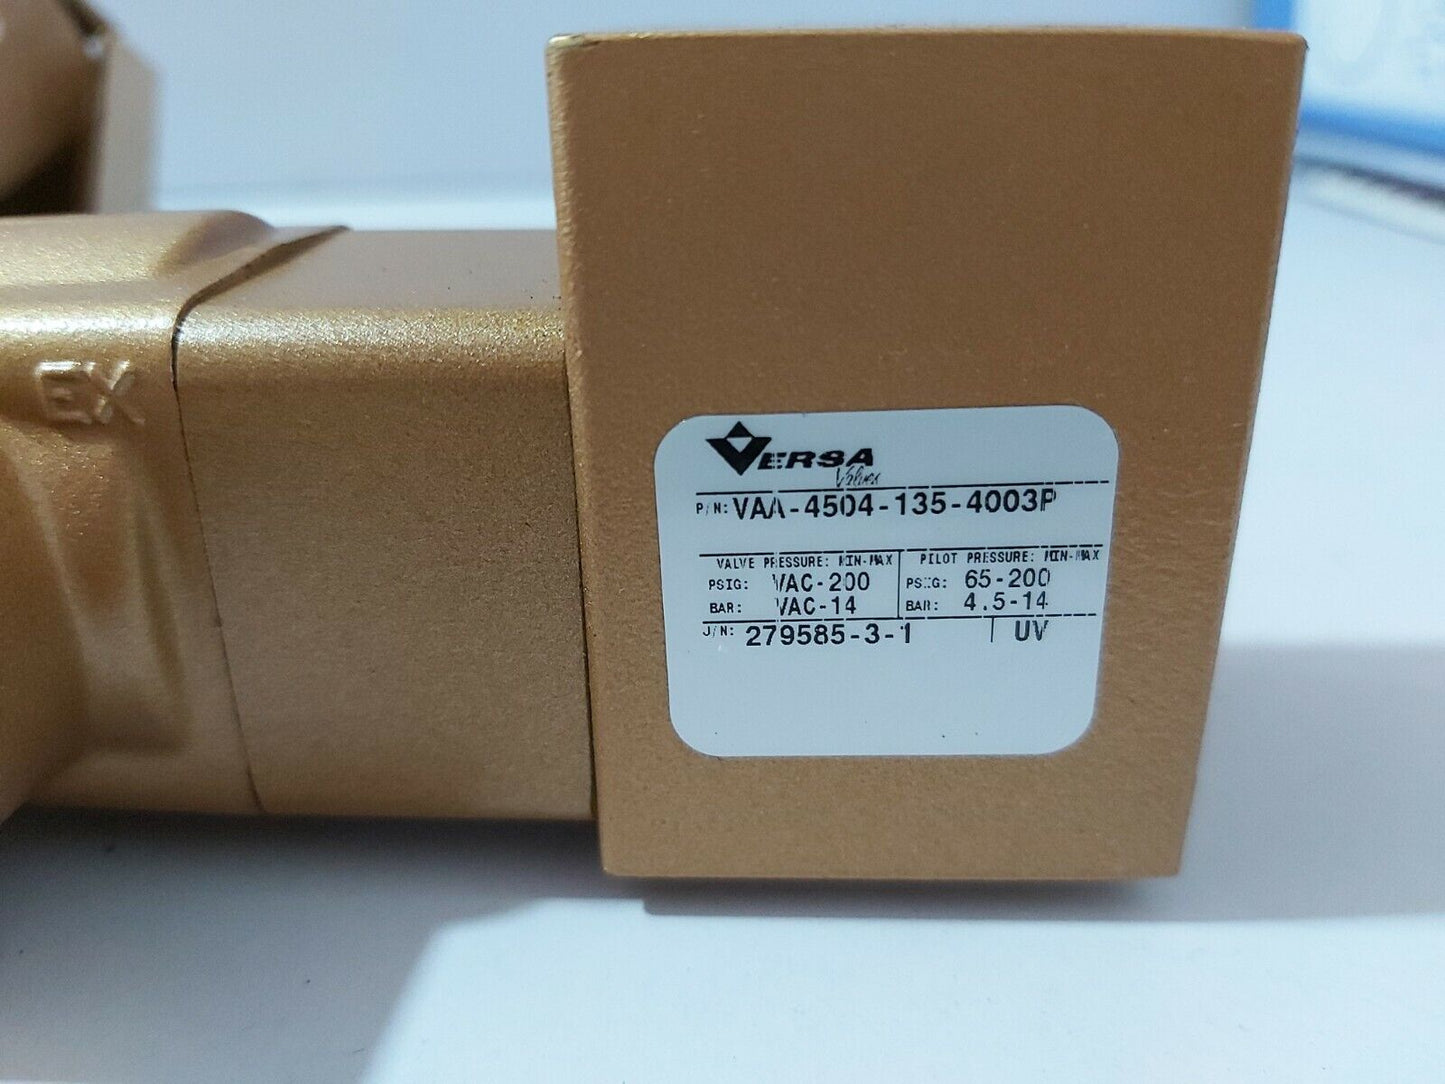 EX
VERSA
Valves
P/N: VAA-4504-135-4003P
VALVE PRESSURE: MIN-MAX PILOT PRESSURE: MIN-MAX
PSIG: VAC-200 PSIG: 65-200
BAR: VAC-14 BAR: 4.5-14
J/N: 279585-3-1 UV